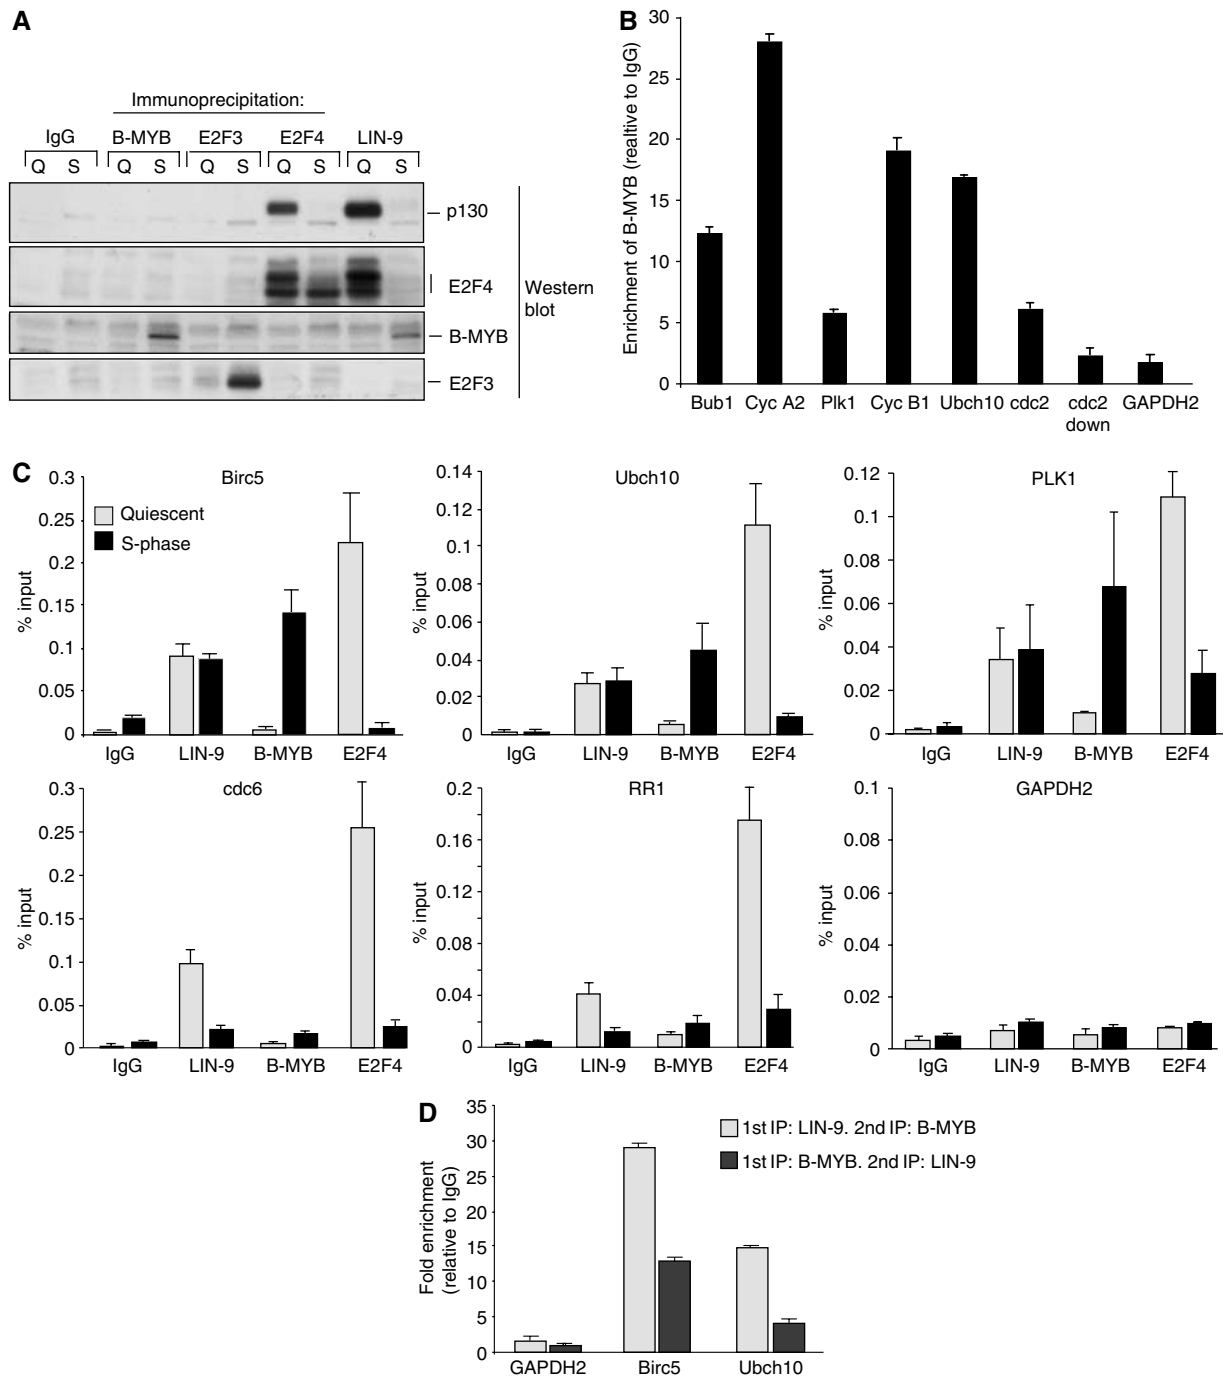 A
Immunoprecipitation:
IgG B-MYB E2F3 E2F4 LIN-9
Q S Q S Q S Q S Q S
p130
E2F4
B-MYB
E2F3
Western
blot
B
Enrichment of B-MYB (realtive to IgG)
30
25
20
15
10
5
0
Bub1 Cyc A2 Plk1 Cyc B1 Ubch10 cdc2 cdc2 down GAPDH2
C
Birc5
Quiescent
S-phase
% input
0.3
0.25
0.2
0.15
0.1
0.05
0
IgG LIN-9 B-MYB E2F4
Ubch10
% input
0.14
0.12
0.1
0.08
0.06
0.04
0.02
0
IgG LIN-9 B-MYB E2F4
PLK1
% input
0.12
0.1
0.08
0.06
0.04
0.02
0
IgG LIN-9 B-MYB E2F4
cdc6
% input
0.3
0.25
0.2
0.15
0.1
0.05
0
IgG LIN-9 B-MYB E2F4
RR1
% input
0.2
0.16
0.12
0.08
0.04
0
IgG LIN-9 B-MYB E2F4
GAPDH2
% input
0.1
0.08
0.06
0.04
0.02
0
IgG LIN-9 B-MYB E2F4
D
Fold enrichment
(relative to IgG)
35
30
25
20
15
10
5
0
1st IP: LIN-9. 2nd IP: B-MYB
1st IP: B-MYB. 2nd IP: LIN-9
GAPDH2 Birc5 Ubch10